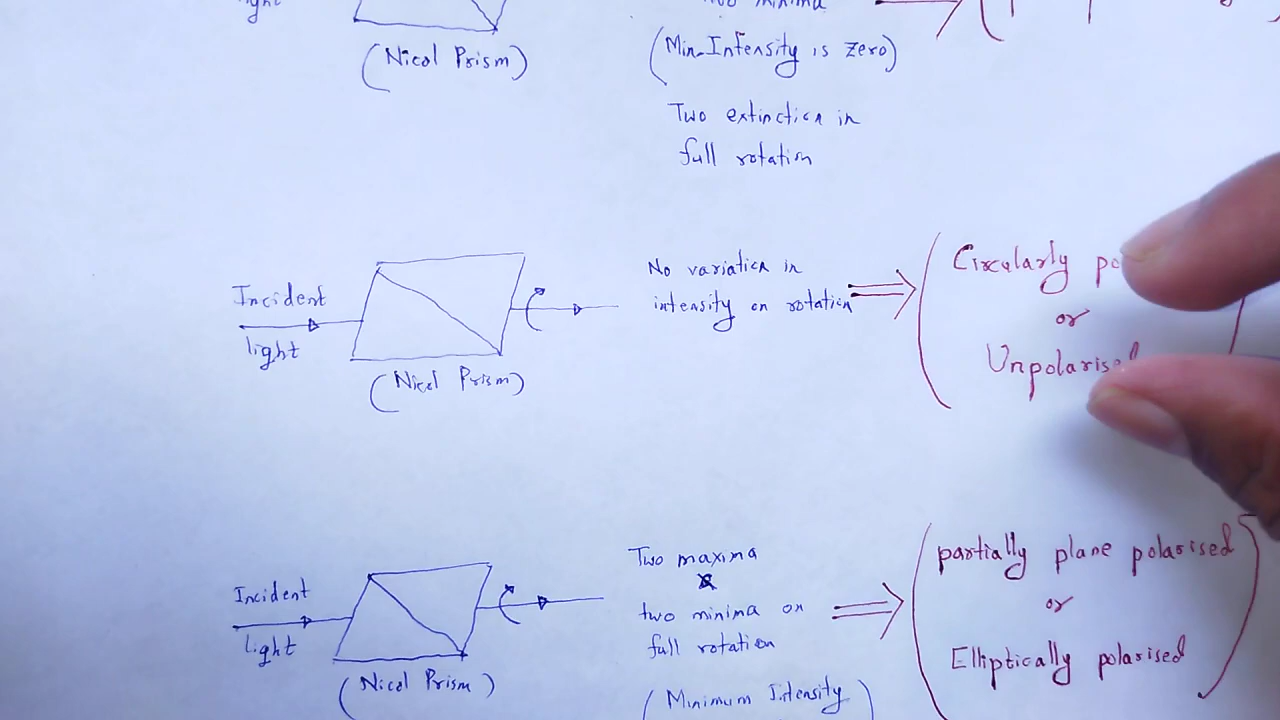 (Nicol Prism)
(Min. Intensity is zero)
Two extinction in
full rotation
Incident
light
(Nicol Prism)
No variation in
intensity on rotation
Circularly
or
Unpolarised
Incident
light
(Nicol Prism)
Two maxima
&
two minima on
full rotation
(Minimum Intensity
partially plane polarised
or
Elliptically polarised